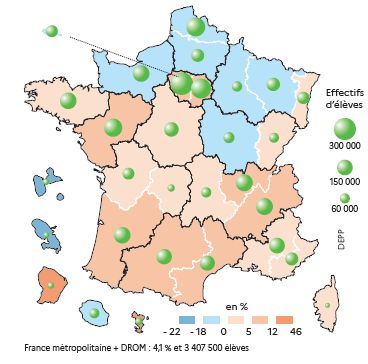 Effectifs
d'élèves
300 000
150 000
60 000
DEPP
en %
- 22 - 18 0 5 12 46
France métropolitaine + DROM : 4,1 % et 3 407 500 élèves